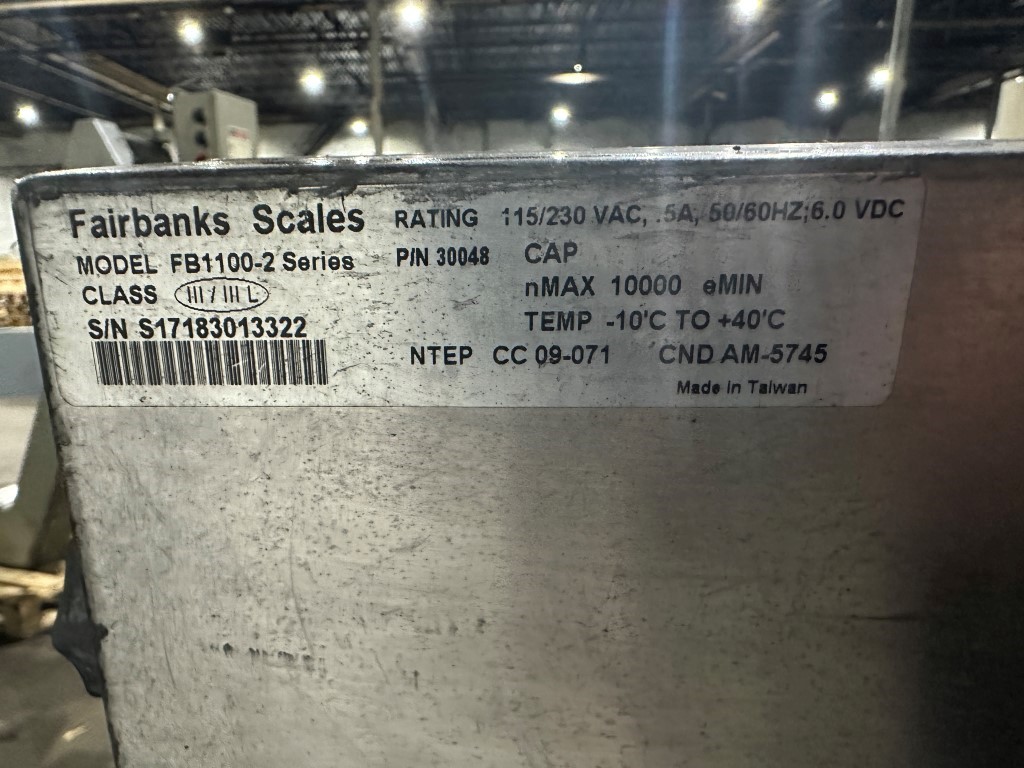 Fairbanks Scales RATING 115/230 VAC, .5A, 50/60HZ;6.0 VDC
MODEL FB1100-2 Series P/N 30048 CAP
CLASS III / III L nMAX 10000 eMIN
S/N S17183013322 TEMP -10'C TO +40'C
NTEP CC 09-071 CND AM-5745
Made in Taiwan